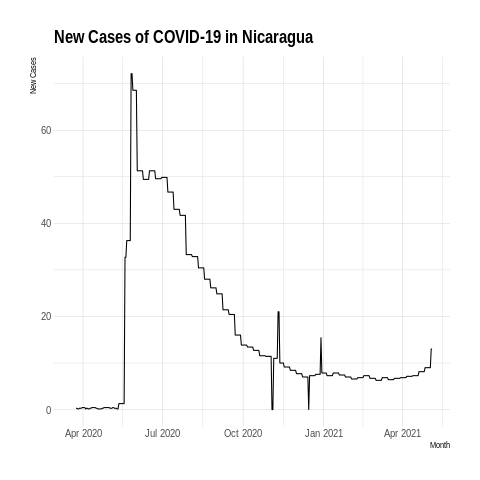 New Cases of COVID-19 in Nicaragua
New Cases
60
40
20
0
Apr 2020 Jul 2020 Oct 2020 Jan 2021 Apr 2021
Month